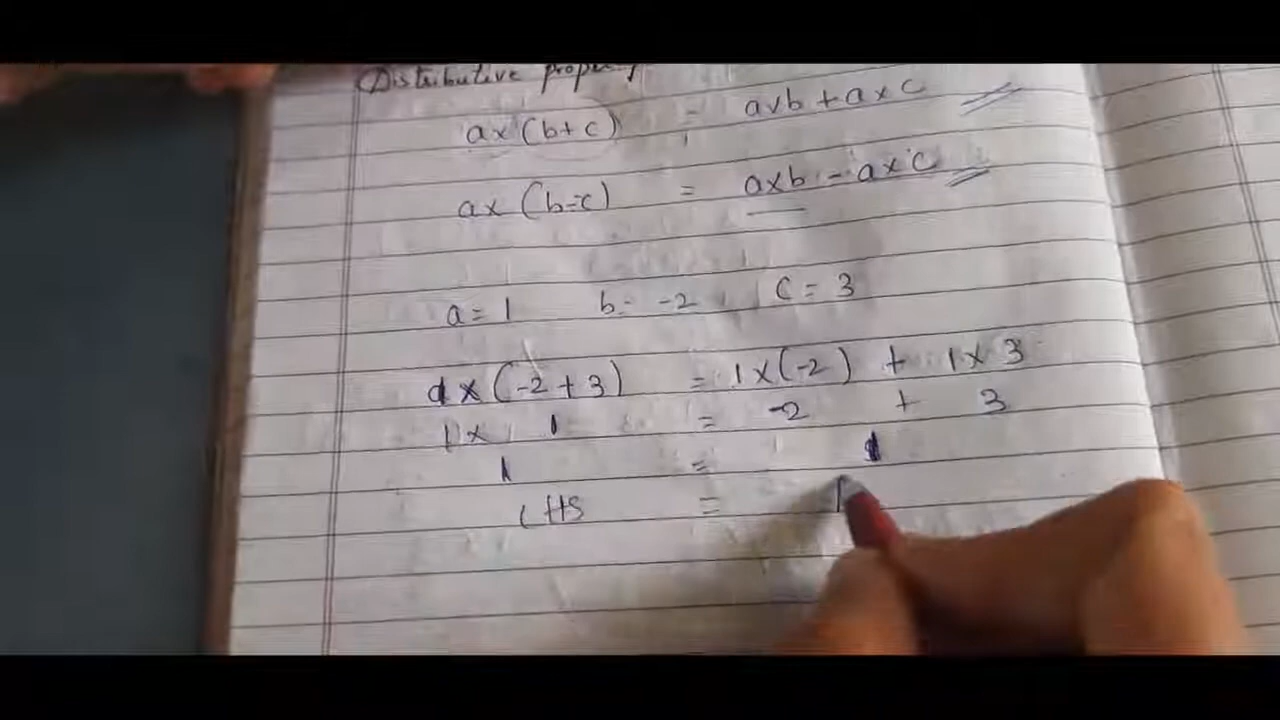 Distributive property
a×(b+c) = a×b + a×c
a×(b-c) = a×b - a×c
a = 1 b = -2 c = 3
1×(-2+3) = 1×(-2) + 1×3
1× 1 = -2 + 3
1 = 1
LHS =